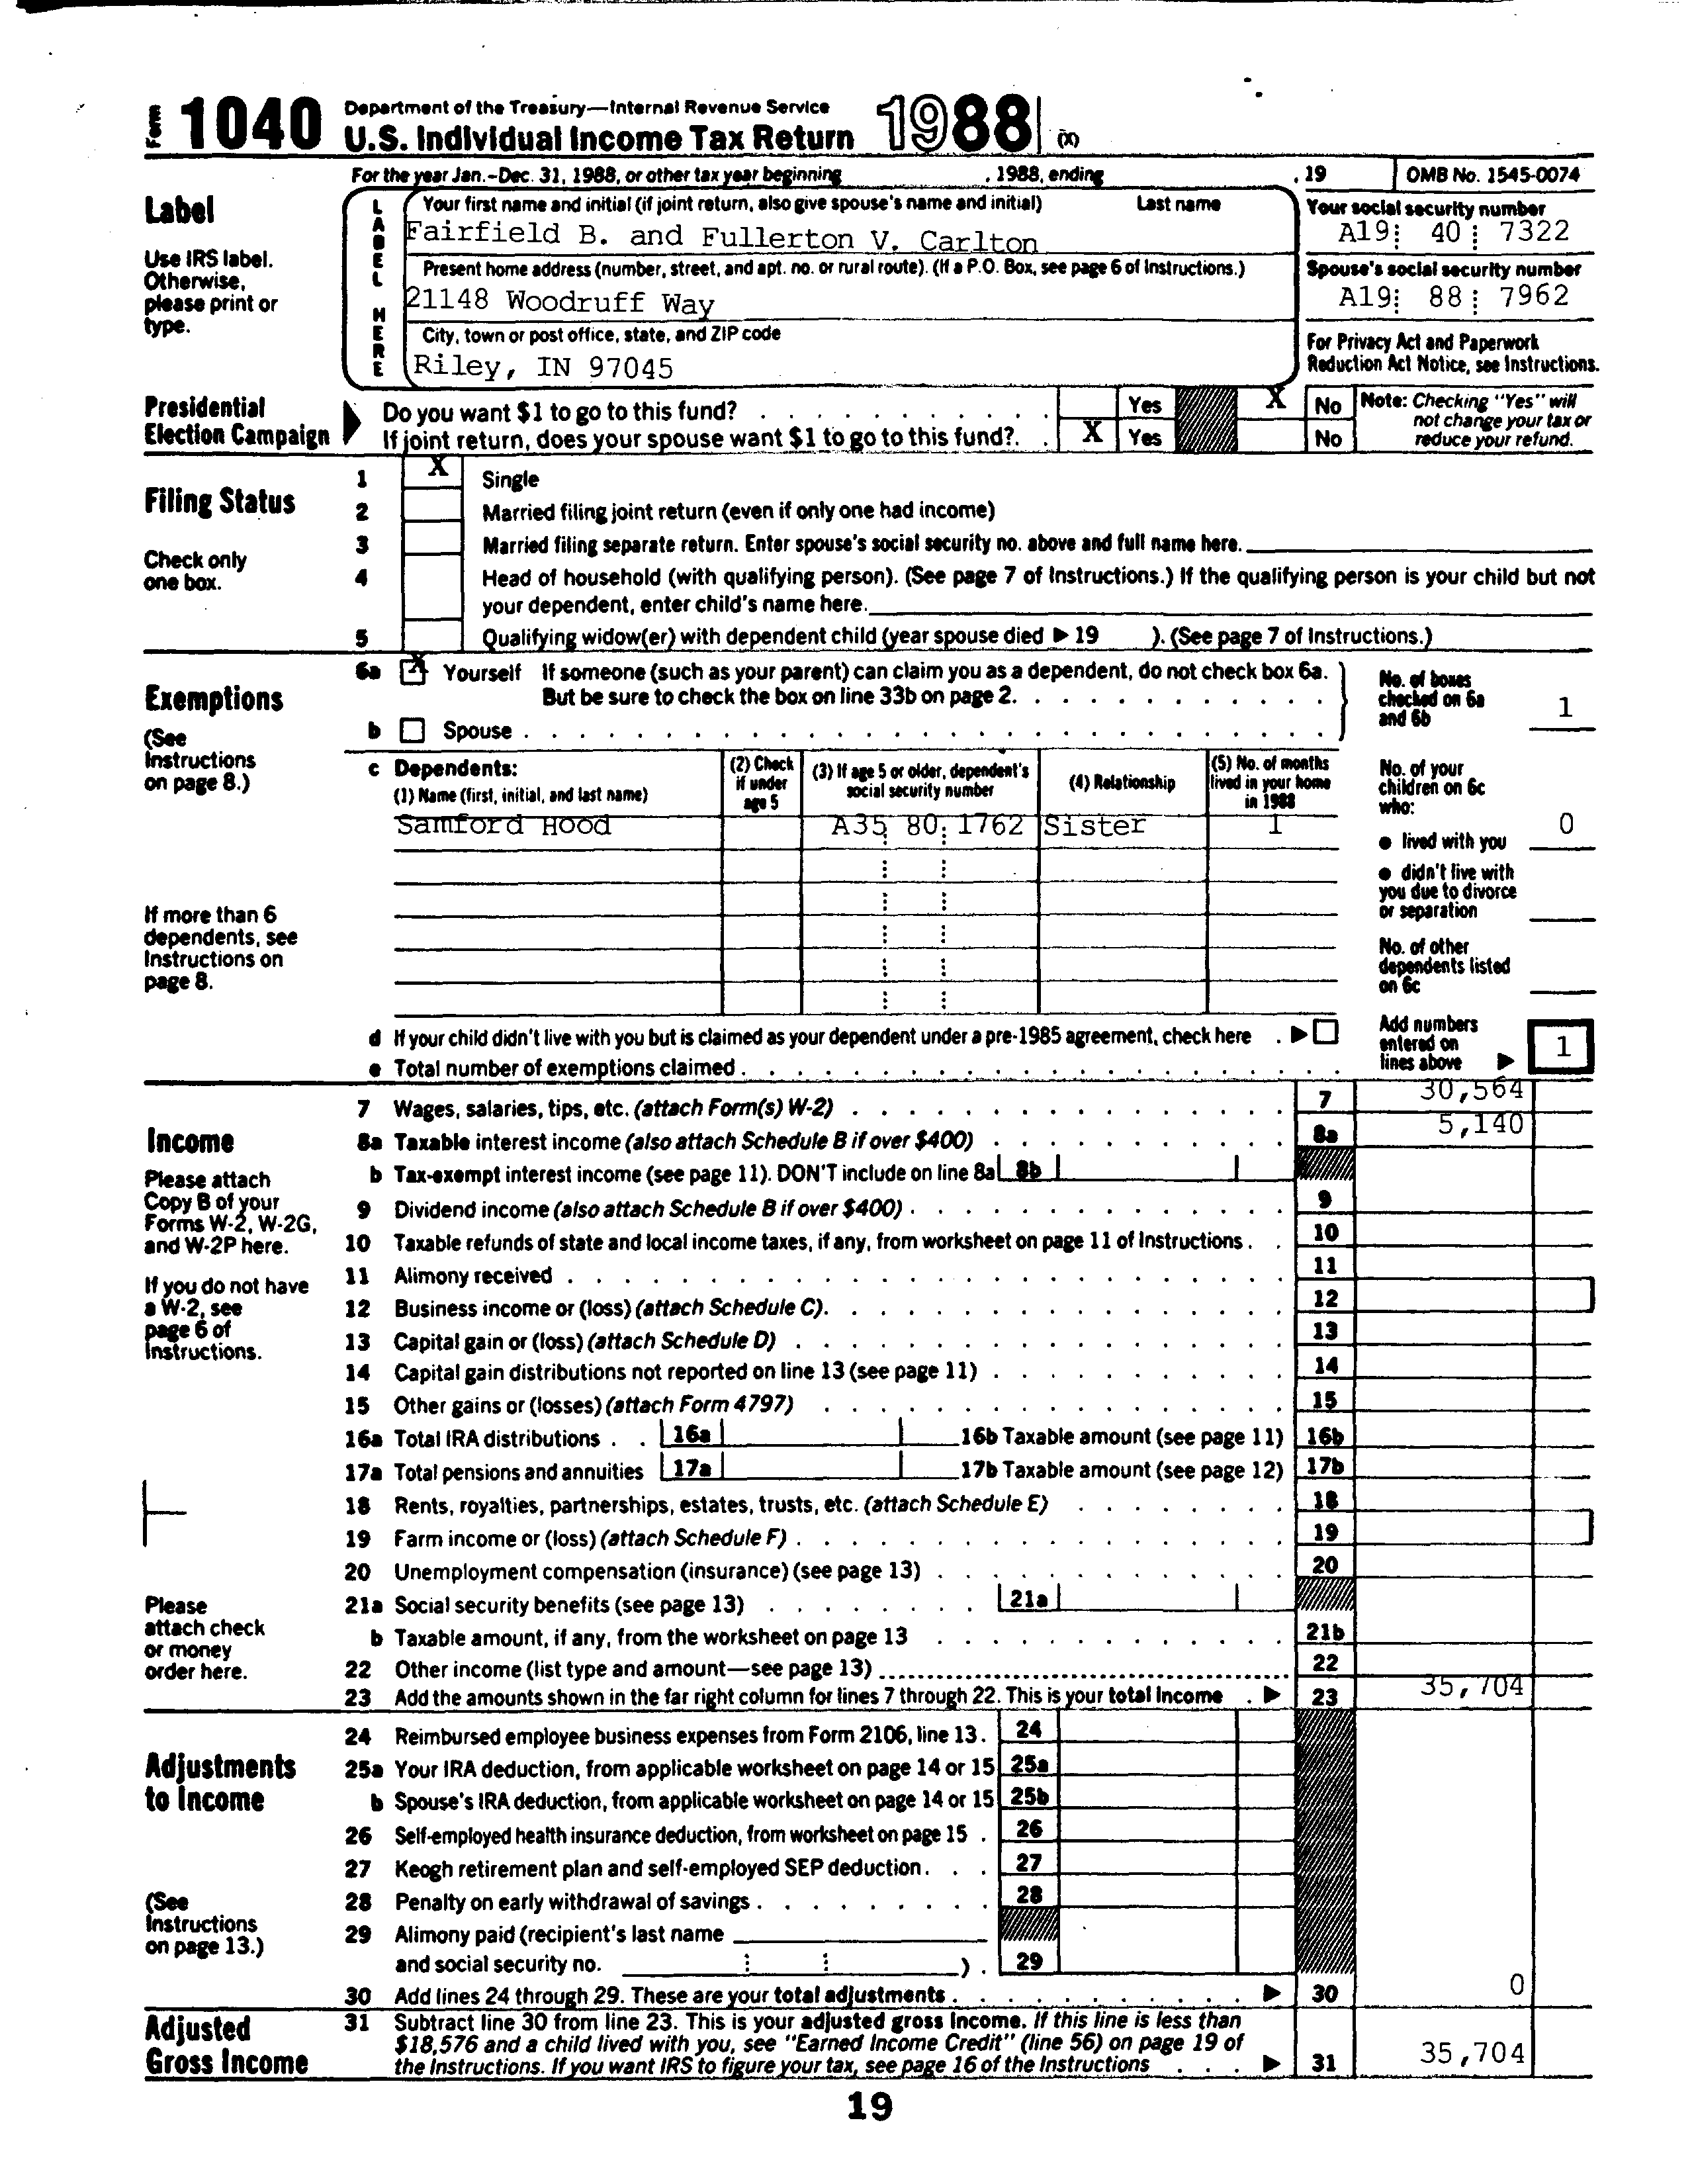 Form 1040 Department of the Treasury—Internal Revenue Service
U.S. Individual Income Tax Return 1988 (X)
For the year Jan.-Dec. 31, 1988, or other tax year beginning , 1988, ending , 19 OMB No. 1545-0074
Label
Use IRS label.
Otherwise,
please print or
type.
LABEL HERE
Your first name and initial (if joint return, also give spouse's name and initial) Last name
Fairfield B. and Fullerton V. Carlton
Your social security number
A19 40 7322
Present home address (number, street, and apt. no. or rural route). (If a P.O. Box, see page 6 of Instructions.)
21148 Woodruff Way
Spouse's social security number
A19 88 7962
City, town or post office, state, and ZIP code
Riley, IN 97045
For Privacy Act and Paperwork
Reduction Act Notice, see Instructions.
Presidential
Election Campaign
Do you want $1 to go to this fund? Yes X No
If joint return, does your spouse want $1 to go to this fund? X Yes No
Note: Checking "Yes" will
not change your tax or
reduce your refund.
Filing Status
Check only
one box.
1 X Single
2 Married filing joint return (even if only one had income)
3 Married filing separate return. Enter spouse's social security no. above and full name here.
4 Head of household (with qualifying person). (See page 7 of Instructions.) If the qualifying person is your child but not
your dependent, enter child's name here.
5 Qualifying widow(er) with dependent child (year spouse died ▶ 19 ). (See page 7 of Instructions.)
Exemptions
(See
Instructions
on page 8.)
If more than 6
dependents, see
Instructions on
page 8.
6a X Yourself If someone (such as your parent) can claim you as a dependent, do not check box 6a.
But be sure to check the box on line 33b on page 2.
b Spouse
No. of boxes
checked on 6a
and 6b 1
c Dependents:
(1) Name (first, initial, and last name)
(2) Check
if under
age 5
(3) If age 5 or older, dependent's
social security number
(4) Relationship
(5) No. of months
lived in your home
in 1988
Samford Hood A35 80 1762 Sister 1
No. of your
children on 6c
who:
● lived with you 0
● didn't live with
you due to divorce
or separation
No. of other
dependents listed
on 6c
d If your child didn't live with you but is claimed as your dependent under a pre-1985 agreement, check here ▶
e Total number of exemptions claimed
Add numbers
entered on
lines above ▶ 1
Income
Please attach
Copy B of your
Forms W-2, W-2G,
and W-2P here.
If you do not have
a W-2, see
page 6 of
Instructions.
Please
attach check
or money
order here.
7 Wages, salaries, tips, etc. (attach Form(s) W-2) 7 30,564
8a Taxable interest income (also attach Schedule B if over $400) 8a 5,140
b Tax-exempt interest income (see page 11). DON'T include on line 8a 8b
9 Dividend income (also attach Schedule B if over $400) 9
10 Taxable refunds of state and local income taxes, if any, from worksheet on page 11 of Instructions 10
11 Alimony received 11
12 Business income or (loss) (attach Schedule C) 12
13 Capital gain or (loss) (attach Schedule D) 13
14 Capital gain distributions not reported on line 13 (see page 11) 14
15 Other gains or (losses) (attach Form 4797) 15
16a Total IRA distributions 16a 16b Taxable amount (see page 11) 16b
17a Total pensions and annuities 17a 17b Taxable amount (see page 12) 17b
18 Rents, royalties, partnerships, estates, trusts, etc. (attach Schedule E) 18
19 Farm income or (loss) (attach Schedule F) 19
20 Unemployment compensation (insurance) (see page 13) 20
21a Social security benefits (see page 13) 21a
b Taxable amount, if any, from the worksheet on page 13 21b
22 Other income (list type and amount—see page 13) 22
23 Add the amounts shown in the far right column for lines 7 through 22. This is your total income ▶ 23 35,704
Adjustments
to Income
(See
Instructions
on page 13.)
24 Reimbursed employee business expenses from Form 2106, line 13. 24
25a Your IRA deduction, from applicable worksheet on page 14 or 15 25a
b Spouse's IRA deduction, from applicable worksheet on page 14 or 15 25b
26 Self-employed health insurance deduction, from worksheet on page 15 26
27 Keogh retirement plan and self-employed SEP deduction 27
28 Penalty on early withdrawal of savings 28
29 Alimony paid (recipient's last name
and social security no. ) 29
30 Add lines 24 through 29. These are your total adjustments ▶ 30 0
Adjusted
Gross Income
31 Subtract line 30 from line 23. This is your adjusted gross income. If this line is less than
$18,576 and a child lived with you, see "Earned Income Credit" (line 56) on page 19 of
the Instructions. If you want IRS to figure your tax, see page 16 of the Instructions ▶ 31 35,704
19